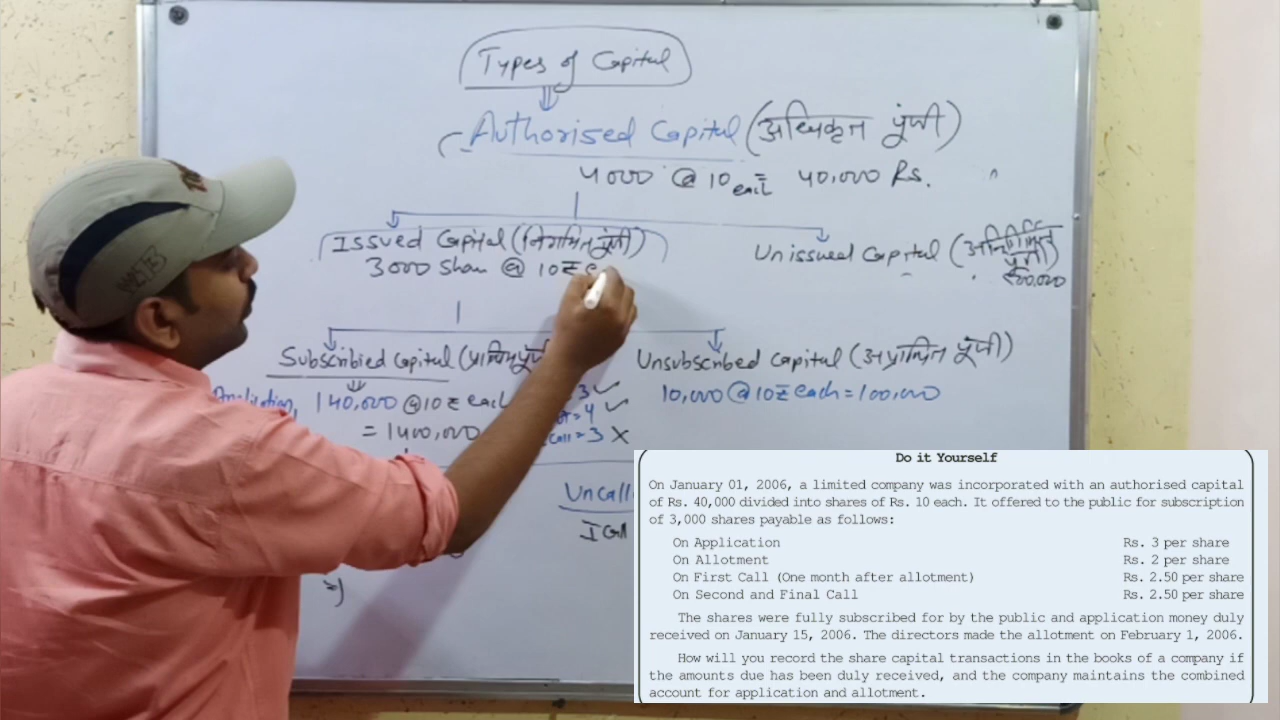 Types of Capital
Authorised Capital (अधिकृत पूंजी)
4000 @ 10 each = 40,000 Rs.
Issued Capital (निर्गमित पूंजी)
3000 Share @ 10₹ e
Unissued Capital (
Subscribied Capital (
140,000 @ 10 ₹ each
= 1400,000
= 3 ✓
= 4 ✓
Call = 3 X
Unsubscribed Capital (अप्रार्थित पूंजी)
10,000 @ 10₹ each = 100,000
Uncall
I Call
Do it Yourself
On January 01, 2006, a limited company was incorporated with an authorised capital
of Rs. 40,000 divided into shares of Rs. 10 each. It offered to the public for subscription
of 3,000 shares payable as follows:
On Application Rs. 3 per share
On Allotment Rs. 2 per share
On First Call (One month after allotment) Rs. 2.50 per share
On Second and Final Call Rs. 2.50 per share
The shares were fully subscribed for by the public and application money duly
received on January 15, 2006. The directors made the allotment on February 1, 2006.
How will you record the share capital transactions in the books of a company if
the amounts due has been duly received, and the company maintains the combined
account for application and allotment.